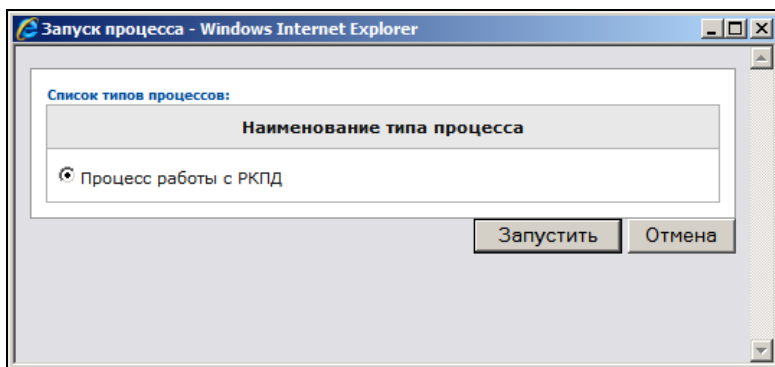 Запуск процесса - Windows Internet Explorer
Список типов процессов:
Наименование типа процесса
Процесс работы с РКПД
Запустить Отмена